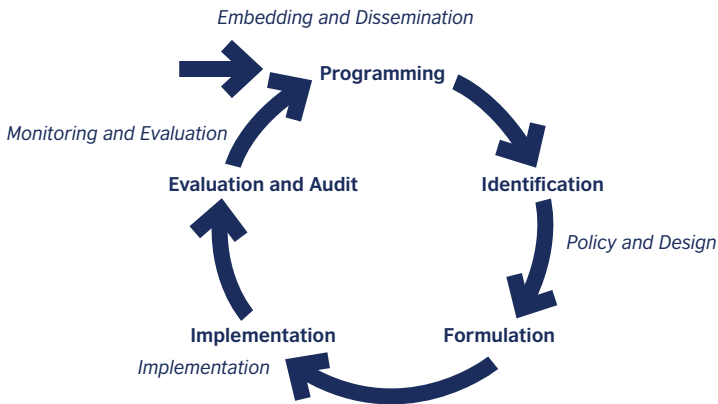 Embedding and Dissemination
Programming
Monitoring and Evaluation
Evaluation and Audit
Identification
Policy and Design
Implementation
Formulation
Implementation